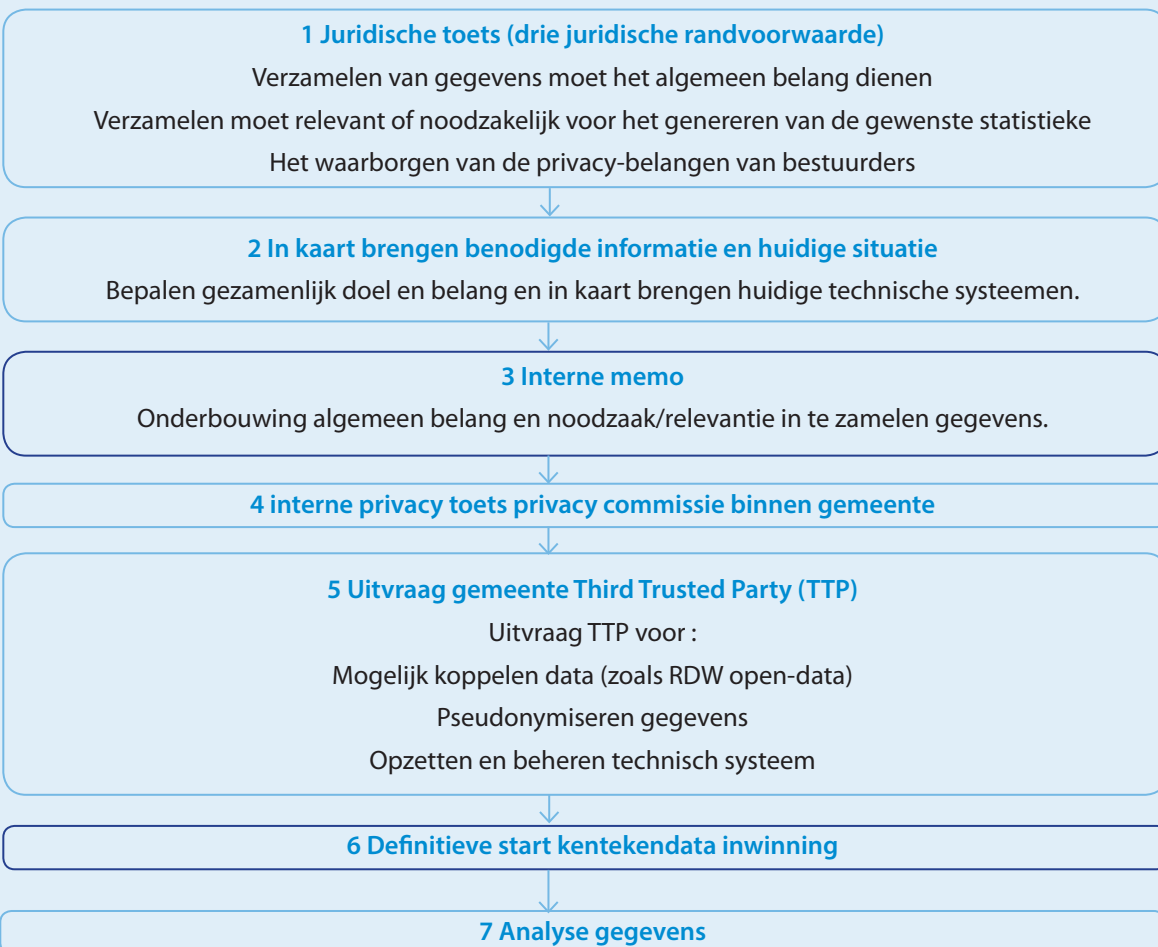 1 Juridische toets (drie juridische randvoorwaarde)
Verzamelen van gegevens moet het algemeen belang dienen
Verzamelen moet relevant of noodzakelijk voor het genereren van de gewenste statistieke
Het waarborgen van de privacy-belangen van bestuurders
2 In kaart brengen benodigde informatie en huidige situatie
Bepalen gezamenlijk doel en belang en in kaart brengen huidige technische systeemen.
3 Interne memo
Onderbouwing algemeen belang en noodzaak/relevantie in te zamelen gegevens.
4 interne privacy toets privacy commissie binnen gemeente
5 Uitvraag gemeente Third Trusted Party (TTP)
Uitvraag TTP voor :
Mogelijk koppelen data (zoals RDW open-data)
Pseudonymiseren gegevens
Opzetten en beheren technisch systeem
6 Definitieve start kentekendata inwinning
7 Analyse gegevens